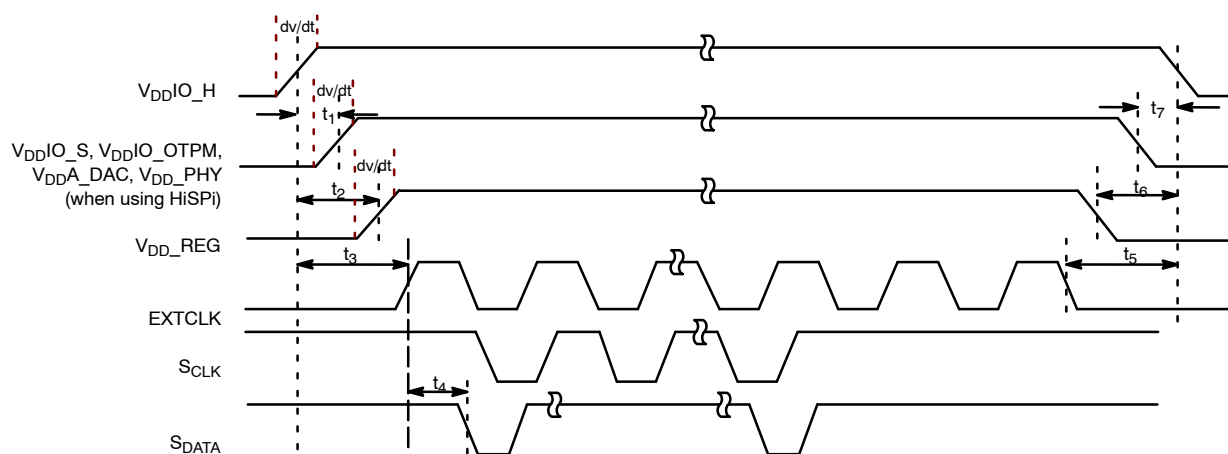 dv/dt
V_DDIO_H
dv/dt
t_1
t_7
V_DDIO_S, V_DDIO_OTPM,
V_DDA_DAC, V_DD_PHY
(when using HiSPi)
dv/dt
t_2
t_6
V_DD_REG
t_3
t_5
EXTCLK
S_CLK
t_4
S_DATA